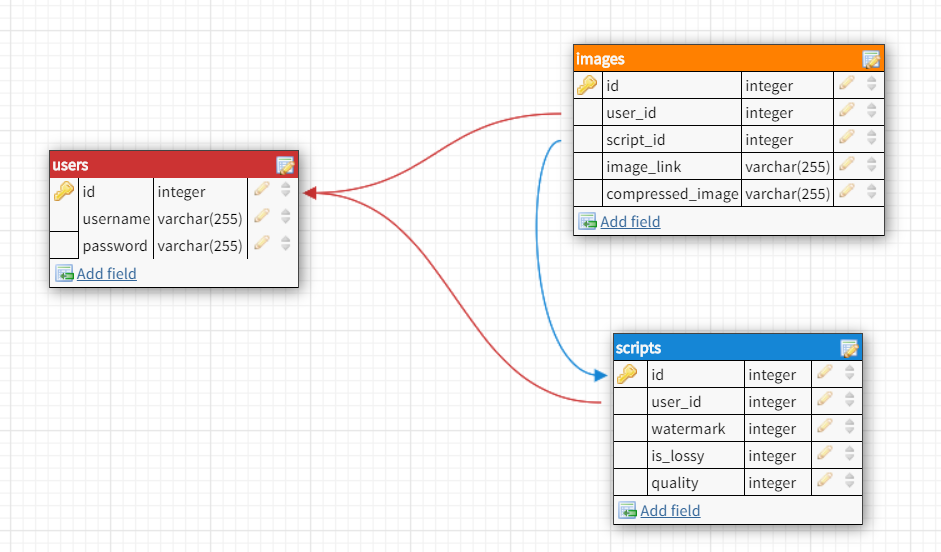 users
id integer
username varchar(255)
password varchar(255)
Add field
images
id integer
user_id integer
script_id integer
image_link varchar(255)
compressed_image varchar(255)
Add field
scripts
id integer
user_id integer
watermark integer
is_lossy integer
quality integer
Add field